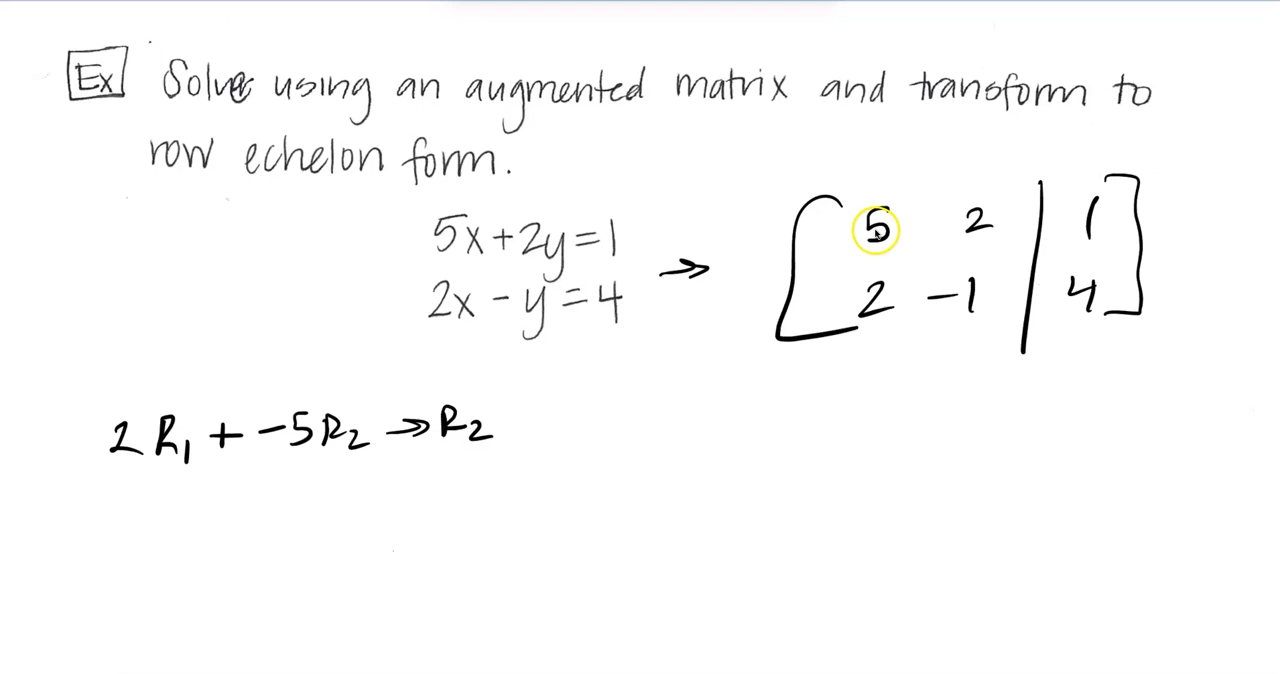 Ex Solve using an augmented matrix and transform to
row echelon form.
5x+2y=1
2x-y=4
→
[ 5 2 | 1 ]
[ 2 -1 | 4 ]
2R₁ + -5R₂ → R₂